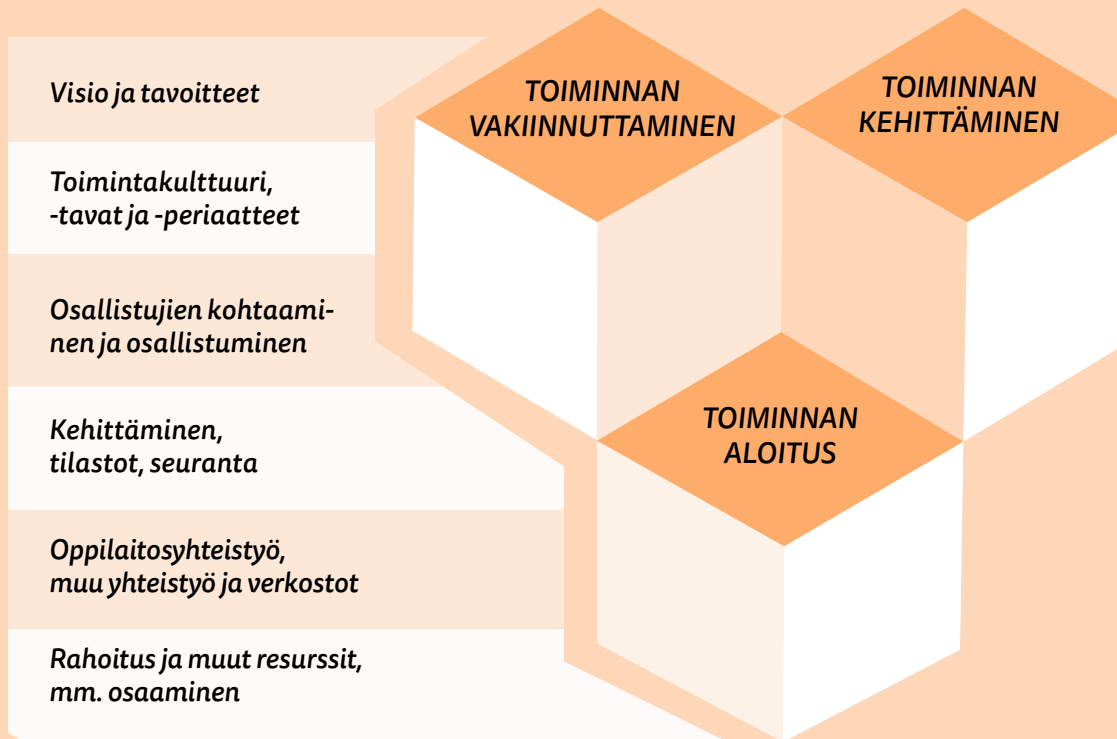 Visio ja tavoitteet
Toimintakulttuuri,
-tavat ja -periaatteet
Osallistujien kohtaami-
nen ja osallistuminen
Kehittäminen,
tilastot, seuranta
Oppilaitosyhteistyö,
muu yhteistyö ja verkostot
Rahoitus ja muut resurssit,
mm. osaaminen
TOIMINNAN
VAKIINNUTTAMINEN
TOIMINNAN
KEHITTÄMINEN
TOIMINNAN
ALOITUS